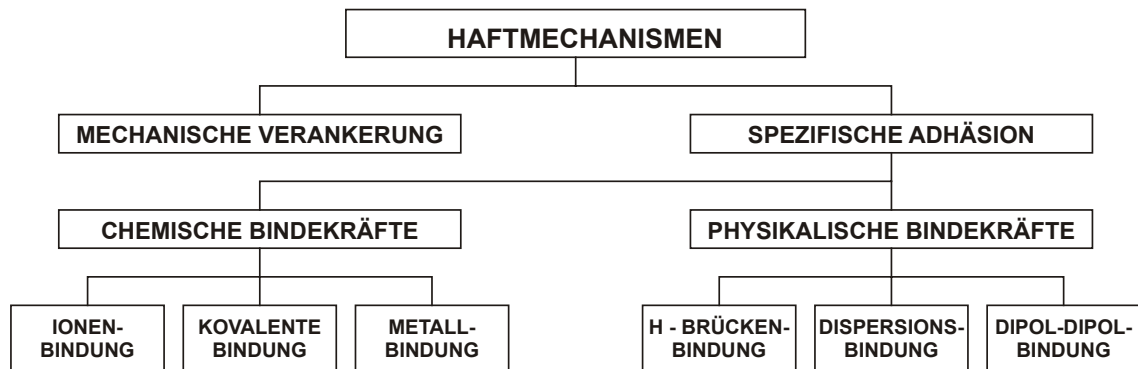 HAFTMECHANISMEN
MECHANISCHE VERANKERUNG
SPEZIFISCHE ADHÄSION
CHEMISCHE BINDEKRÄFTE
PHYSIKALISCHE BINDEKRÄFTE
IONEN-
BINDUNG
KOVALENTE
BINDUNG
METALL-
BINDUNG
H - BRÜCKEN-
BINDUNG
DISPERSIONS-
BINDUNG
DIPOL-DIPOL-
BINDUNG